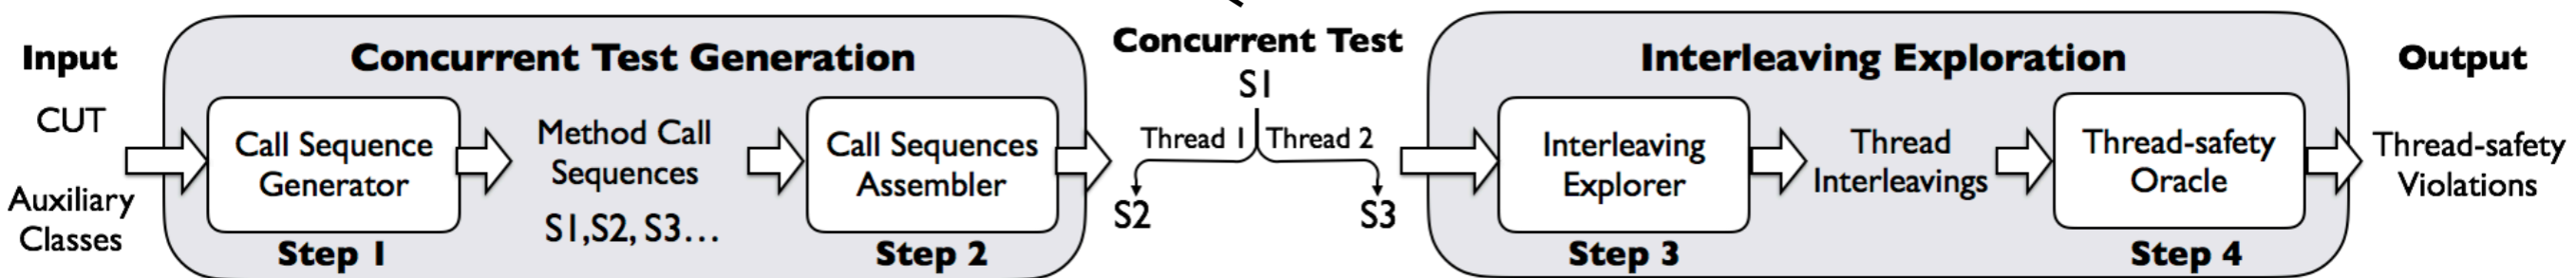 Input
CUT
Auxiliary
Classes
Concurrent Test Generation
Call Sequence
Generator
Step 1
Method Call
Sequences
S1,S2, S3...
Call Sequences
Assembler
Step 2
Concurrent Test
S1
Thread 1
Thread 2
S2
S3
Interleaving Exploration
Interleaving
Explorer
Step 3
Thread
Interleavings
Thread-safety
Oracle
Step 4
Output
Thread-safety
Violations